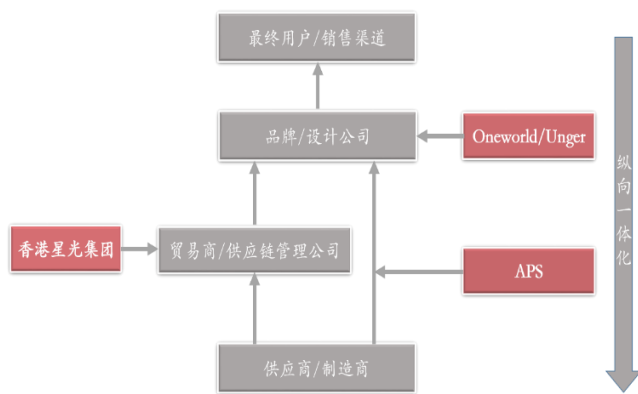 最终用户/销售渠道
品牌/设计公司
Oneworld/Unger
香港星光集团
贸易商/供应链管理公司
APS
供应商/制造商
纵向一体化